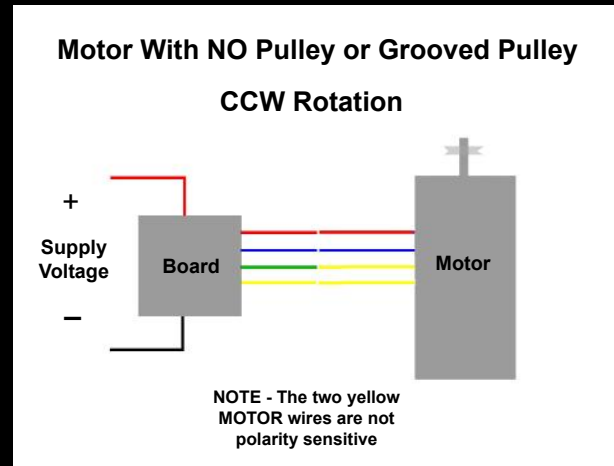 Motor With NO Pulley or Grooved Pulley
CCW Rotation
+
Supply
Voltage
–
Board
Motor
NOTE - The two yellow
MOTOR wires are not
polarity sensitive